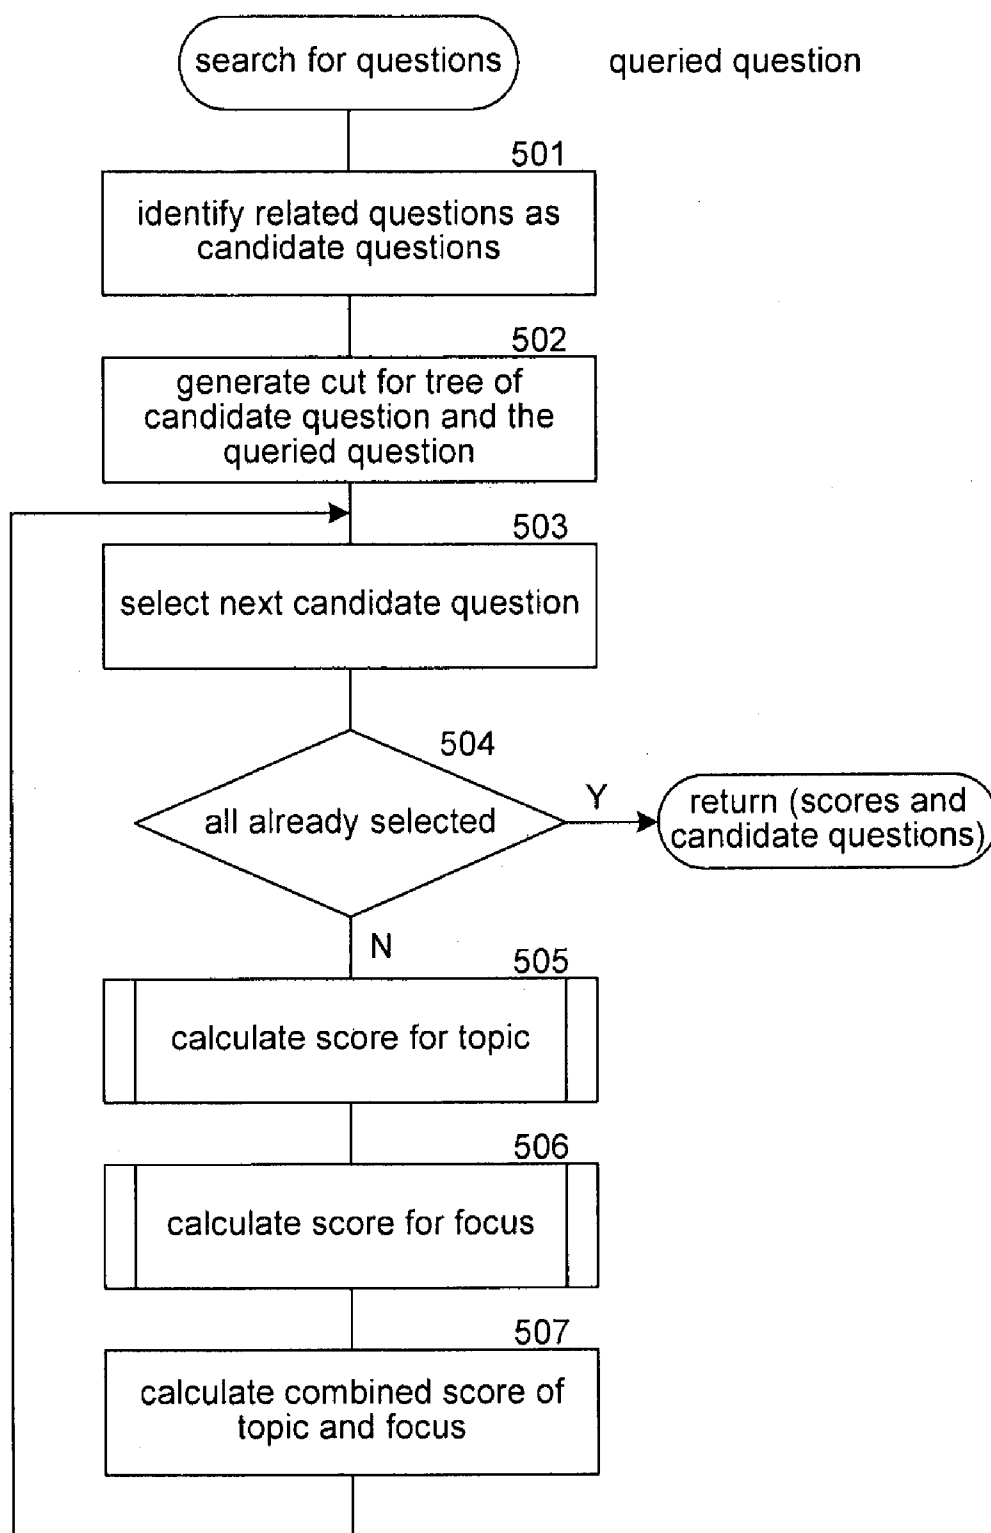 search for questions
queried question
501
identify related questions as
candidate questions
502
generate cut for tree of
candidate question and the
queried question
503
select next candidate question
504
all already selected
Y
return (scores and
candidate questions)
N
505
calculate score for topic
506
calculate score for focus
507
calculate combined score of
topic and focus